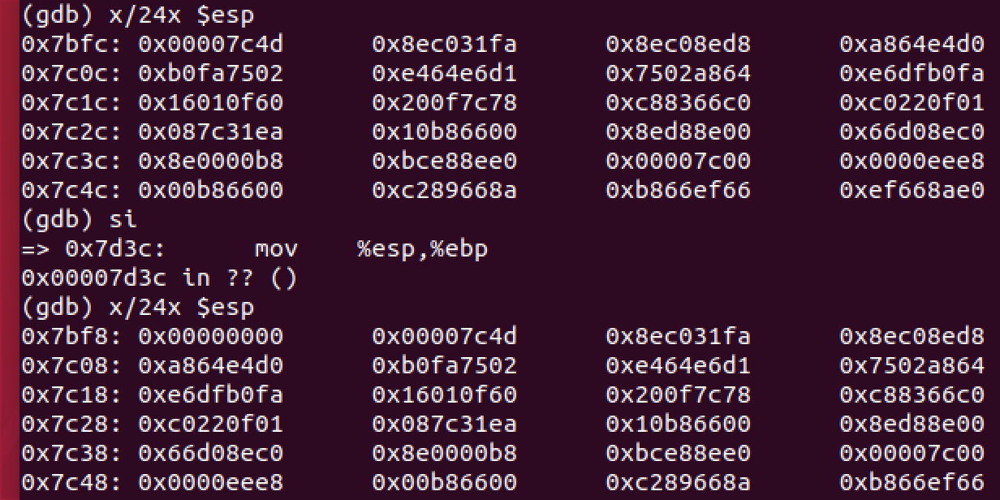 (gdb) x/24x $esp
0x7bfc: 0x00007c4d 0x8ec031fa 0x8ec08ed8 0xa864e4d0
0x7c0c: 0xb0fa7502 0xe464e6d1 0x7502a864 0xe6dfb0fa
0x7c1c: 0x16010f60 0x200f7c78 0xc88366c0 0xc0220f01
0x7c2c: 0x087c31ea 0x10b86600 0x8ed88e00 0x66d08ec0
0x7c3c: 0x8e0000b8 0xbce88ee0 0x00007c00 0x0000eee8
0x7c4c: 0x00b86600 0xc289668a 0xb866ef66 0xef668ae0
(gdb) si
=> 0x7d3c: mov %esp,%ebp
0x00007d3c in ?? ()
(gdb) x/24x $esp
0x7bf8: 0x00000000 0x00007c4d 0x8ec031fa 0x8ec08ed8
0x7c08: 0xa864e4d0 0xb0fa7502 0xe464e6d1 0x7502a864
0x7c18: 0xe6dfb0fa 0x16010f60 0x200f7c78 0xc88366c0
0x7c28: 0xc0220f01 0x087c31ea 0x10b86600 0x8ed88e00
0x7c38: 0x66d08ec0 0x8e0000b8 0xbce88ee0 0x00007c00
0x7c48: 0x0000eee8 0x00b86600 0xc289668a 0xb866ef66